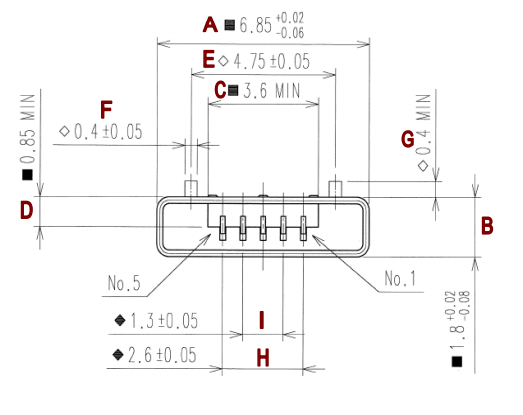 A ■ 6.85 +0.02 -0.06
E ◇ 4.75±0.05
C ■ 3.6 MIN
F
◇ 0.4±0.05
■ 0.85 MIN
G
◇ 0.4 MIN
D
B
No.5
No.1
◆ 1.3±0.05
I
◆ 2.6±0.05
H
■ 1.8 +0.02 -0.08